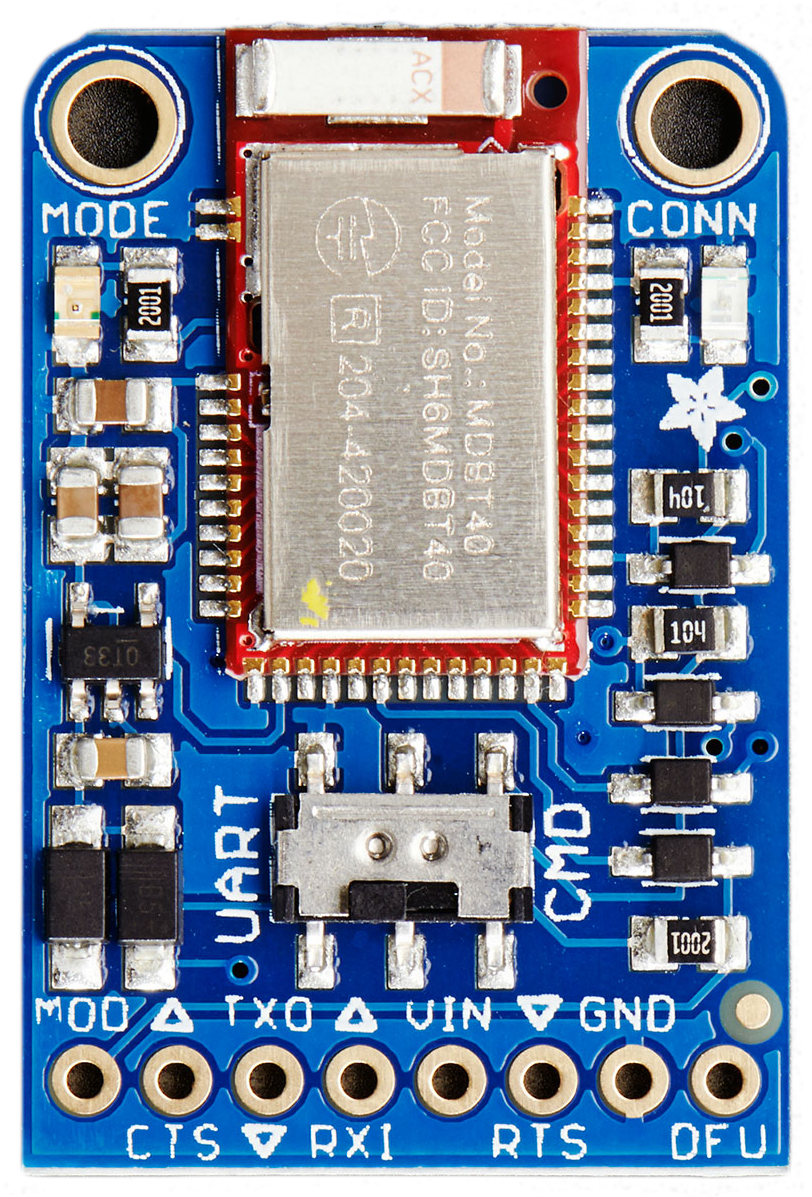 ACX
MODE
CONN
Model No.: MDBT40
FCC ID: SH6MDBT40
R 204-420020
2001
2001
104
104
0T33
UART
CMD
2001
MOD TXO VIN GND
CTS RXI RTS DFU